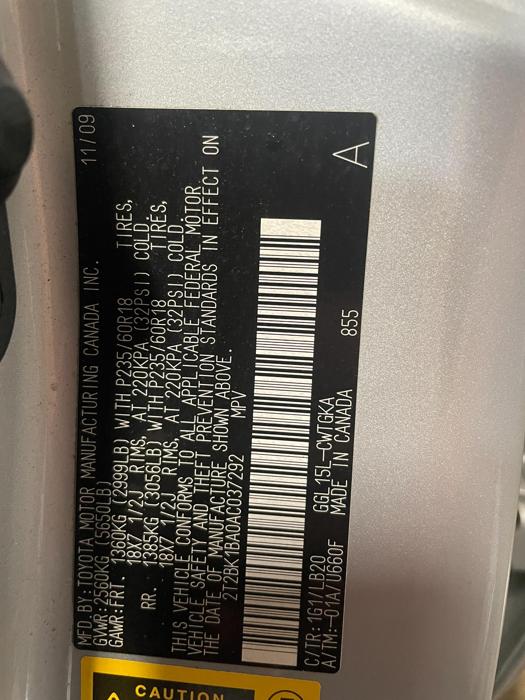 MFD.BY:TOYOTA MOTOR MANUFACTURING CANADA INC. 11/09
GVWR:2560KG (5650LB)
GAWR:FRT. 1380KG (2999LB) WITH P235/60R18 TIRES,
18X7 1/2J RIMS, AT 220KPA (32PSI) COLD.
RR. 1385KG (3056LB) WITH P235/60R18 TIRES,
18X7 1/2J RIMS, AT 220KPA (32PSI) COLD.
THIS VEHICLE CONFORMS TO ALL APPLICABLE FEDERAL MOTOR
VEHICLE SAFETY AND THEFT PREVENTION STANDARDS IN EFFECT ON
THE DATE OF MANUFACTURE SHOWN ABOVE.
2T2BK1BA0AC037292 MPV
C/TR:1G1/LB20 GGL15L-CWTGKA 855 A
A/TM:-01A/U660F MADE IN CANADA
CAUTION